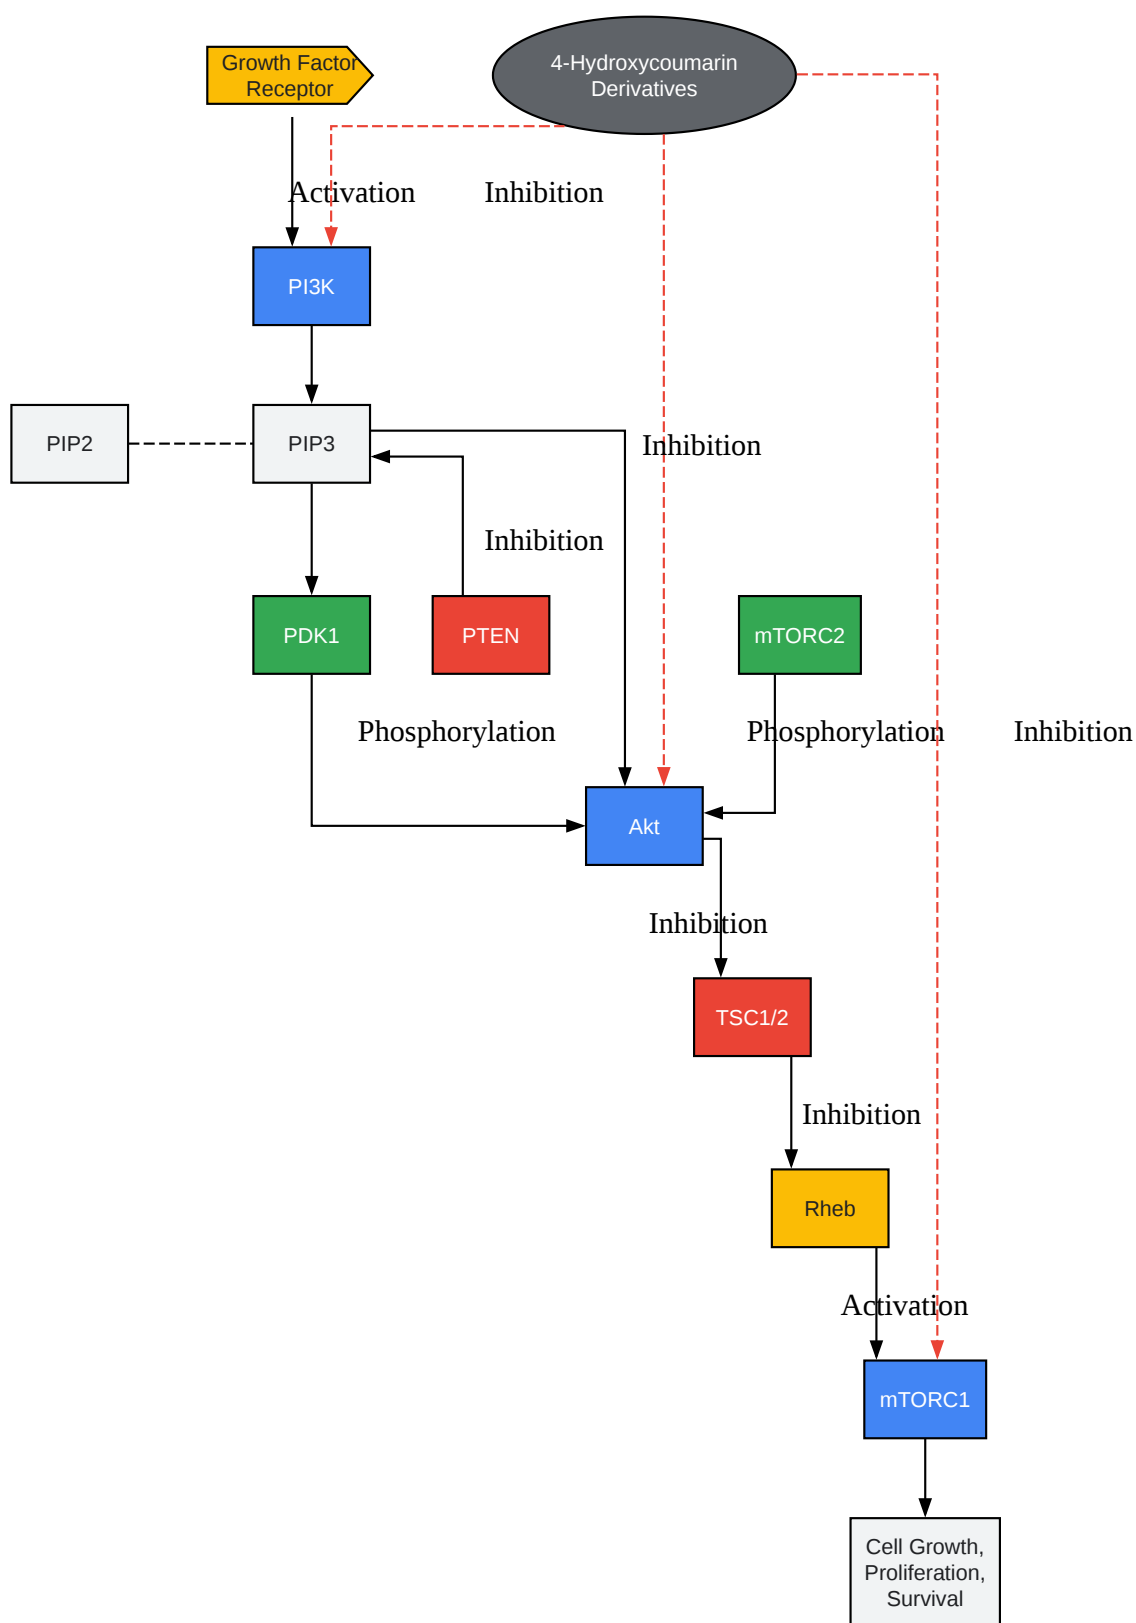 Growth Factor
Receptor
4-Hydroxycoumarin
Derivatives
Activation
Inhibition
PI3K
PIP2
PIP3
Inhibition
Inhibition
PDK1
PTEN
mTORC2
Phosphorylation
Phosphorylation
Inhibition
Akt
Inhibition
TSC1/2
Inhibition
Rheb
Activation
mTORC1
Cell Growth,
Proliferation,
Survival